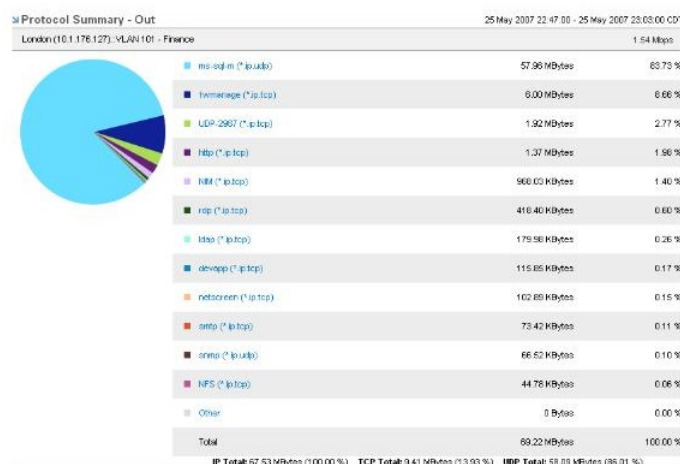 Protocol Summary - Out 25 May 2007 22:47:00 - 25 May 2007 23:03:00 CDT
London (10.1.176.127)::VLAN 101 - Finance 1.54 Mbps
ms-sql-m (*.ip.udp) 57.96 MBytes 83.73 %
fwmanage (*.ip.tcp) 6.00 MBytes 8.66 %
UDP-2967 (*.ip.tcp) 1.92 MBytes 2.77 %
http (*.ip.tcp) 1.37 MBytes 1.98 %
NIM (*.ip.tcp) 968.03 KBytes 1.40 %
rdp (*.ip.tcp) 418.40 KBytes 0.60 %
ldap (*.ip.tcp) 179.98 KBytes 0.26 %
devapp (*.ip.tcp) 115.85 KBytes 0.17 %
netscreen (*.ip.tcp) 102.89 KBytes 0.15 %
smtp (*.ip.tcp) 73.42 KBytes 0.11 %
snmp (*.ip.udp) 66.52 KBytes 0.10 %
NFS (*.ip.tcp) 44.78 KBytes 0.06 %
Other 0 Bytes 0.00 %
Total 69.22 MBytes 100.00 %
IP Total: 67.53 MBytes (100.00 %) TCP Total: 9.41 MBytes (13.93 %) UDP Total: 58.09 MBytes (86.01 %)